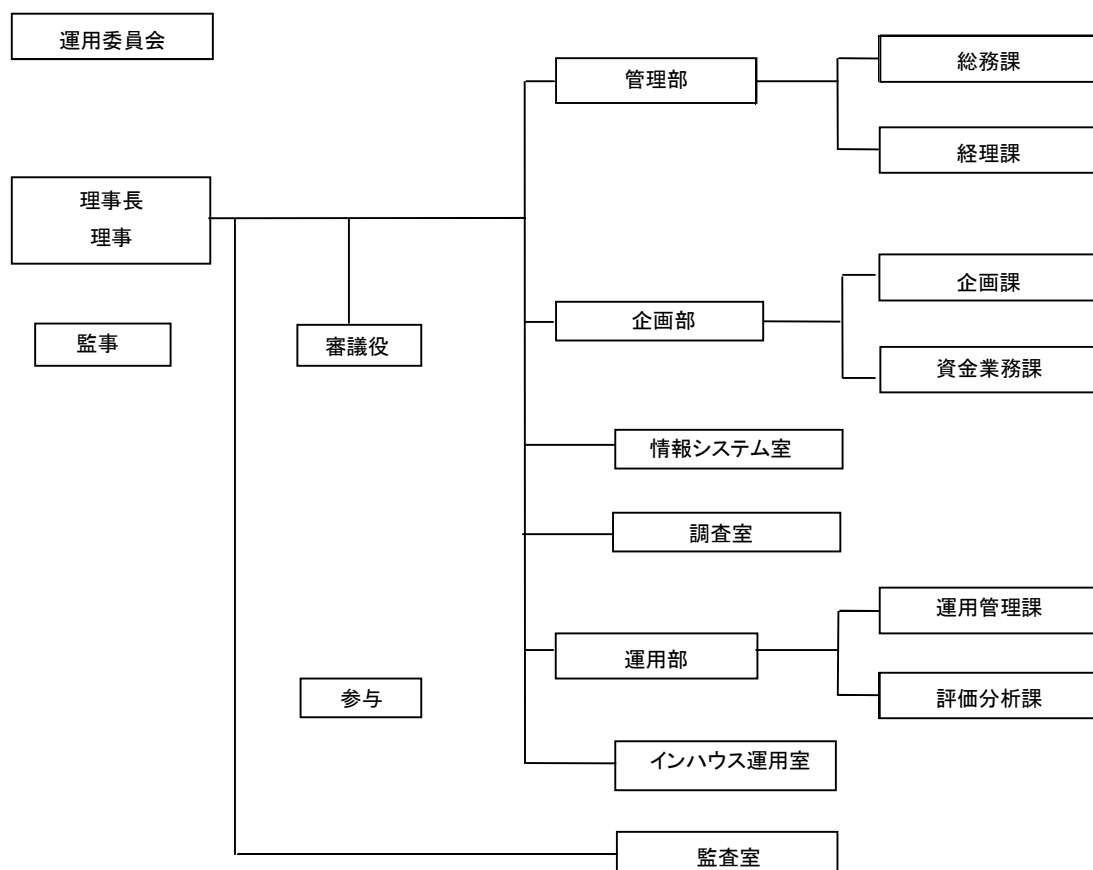 運用委員会
理事長
理事
監事
審議役
参与
管理部
総務課
経理課
企画部
企画課
資金業務課
情報システム室
調査室
運用部
運用管理課
評価分析課
インハウス運用室
監査室